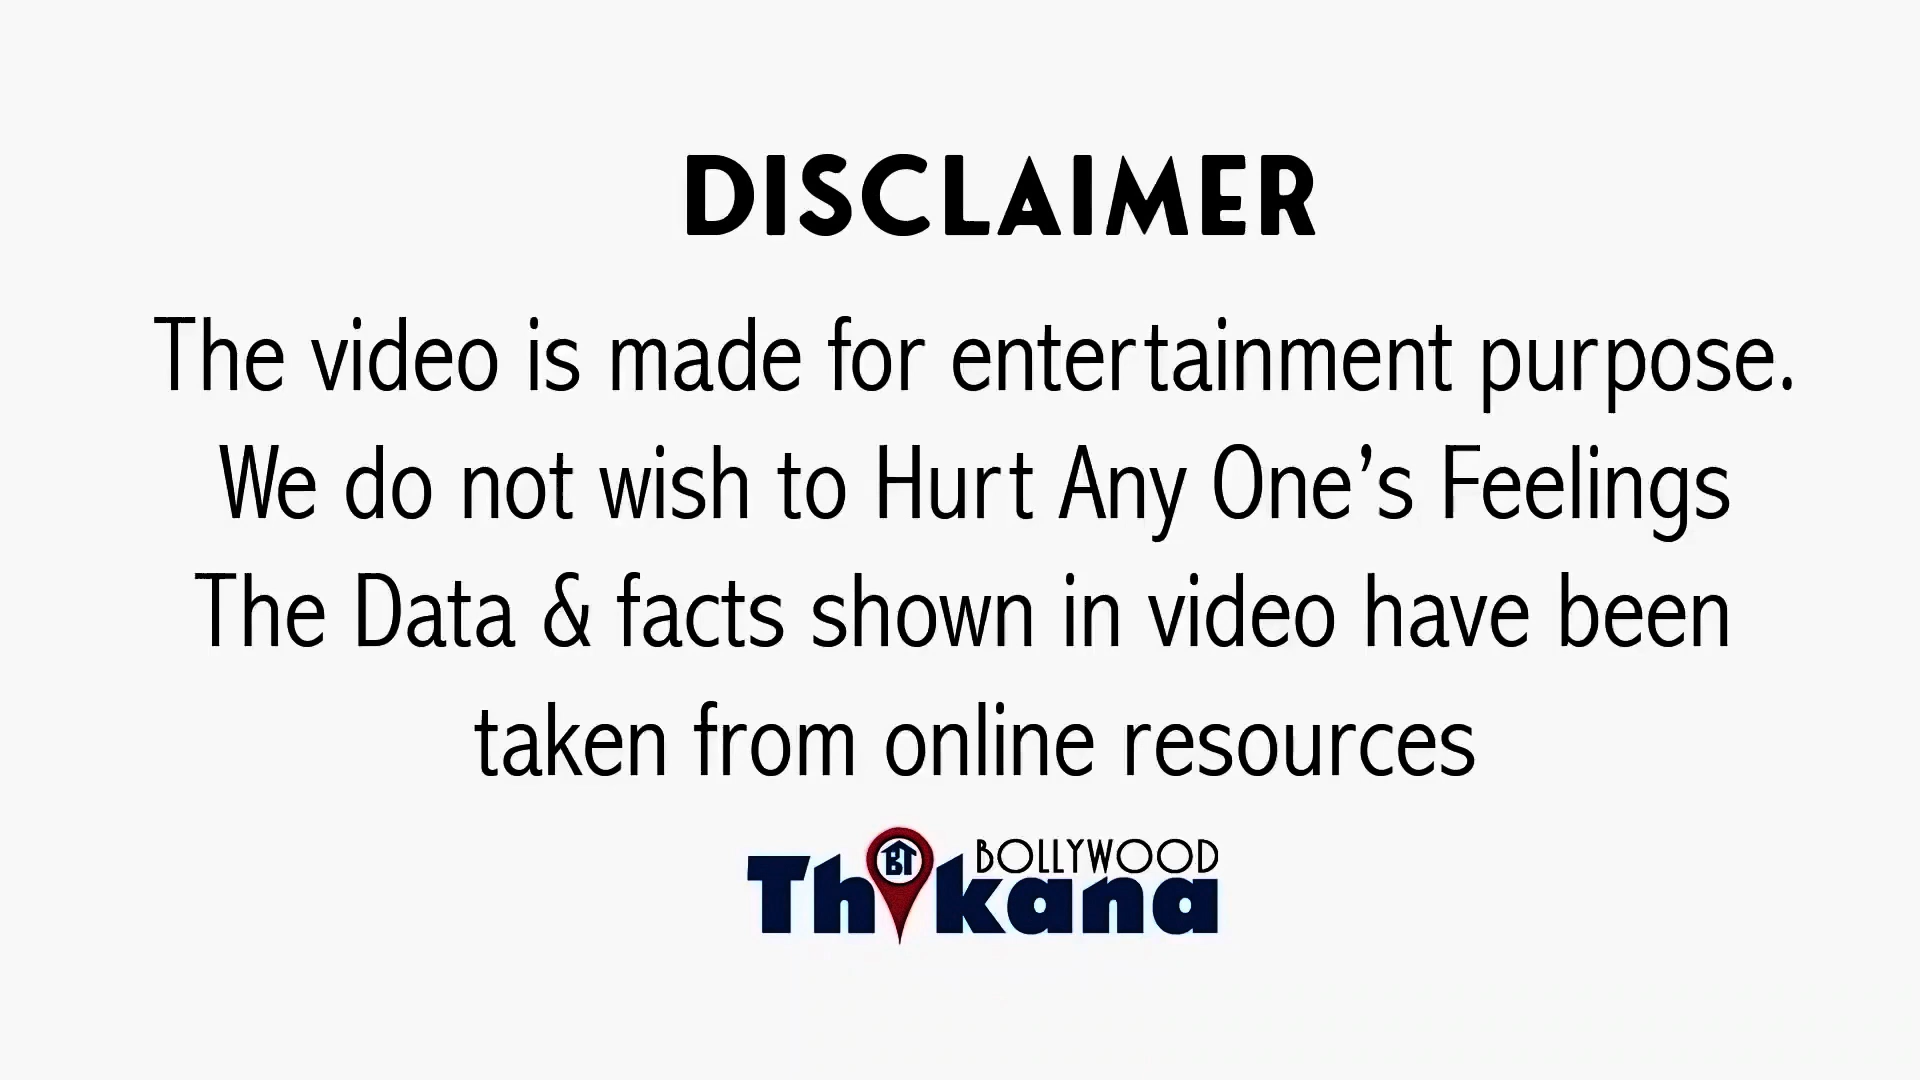 DISCLAIMER
The video is made for entertainment purpose.
We do not wish to Hurt Any One’s Feelings
The Data & facts shown in video have been
taken from online resources
BT
BOLLYWOOD
Thikana